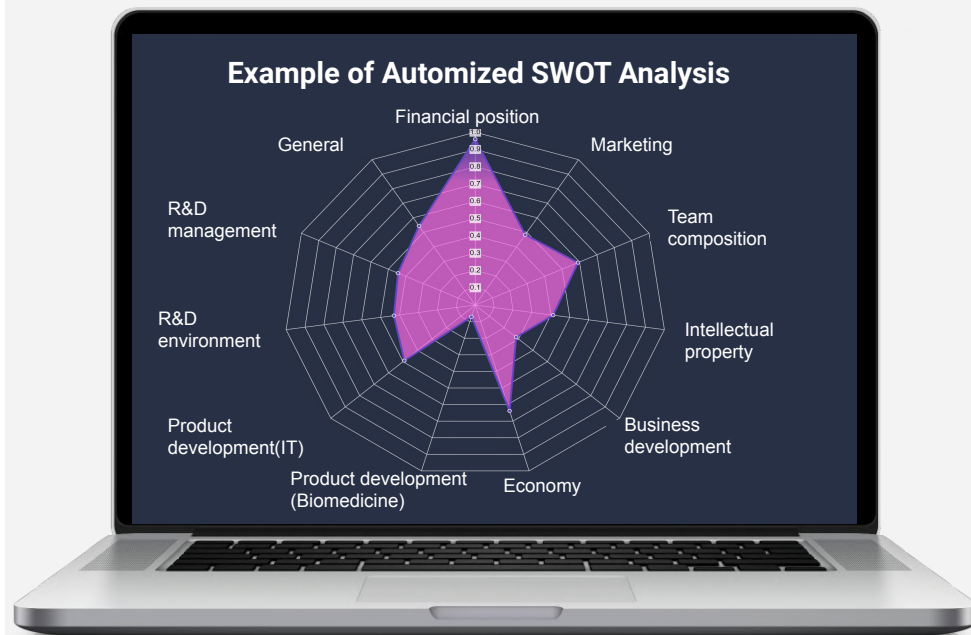 Example of Automized SWOT Analysis
Financial position
General
Marketing
R&D
management
Team
composition
R&D
environment
Intellectual
property
Product
development(IT)
Business
development
Product development
(Biomedicine)
Economy
1.0
0.9
0.8
0.7
0.6
0.5
0.4
0.3
0.2
0.1